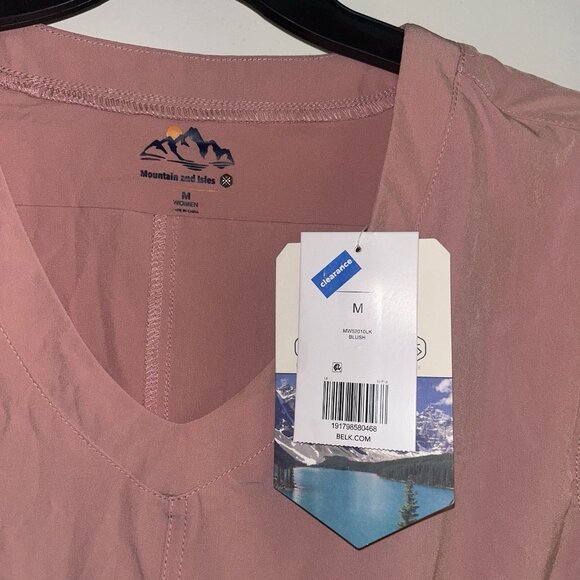 Mountain and Isles
M
WOMEN
clearance
M
MW52010LK
BLUSH
191798580468
BELK.COM